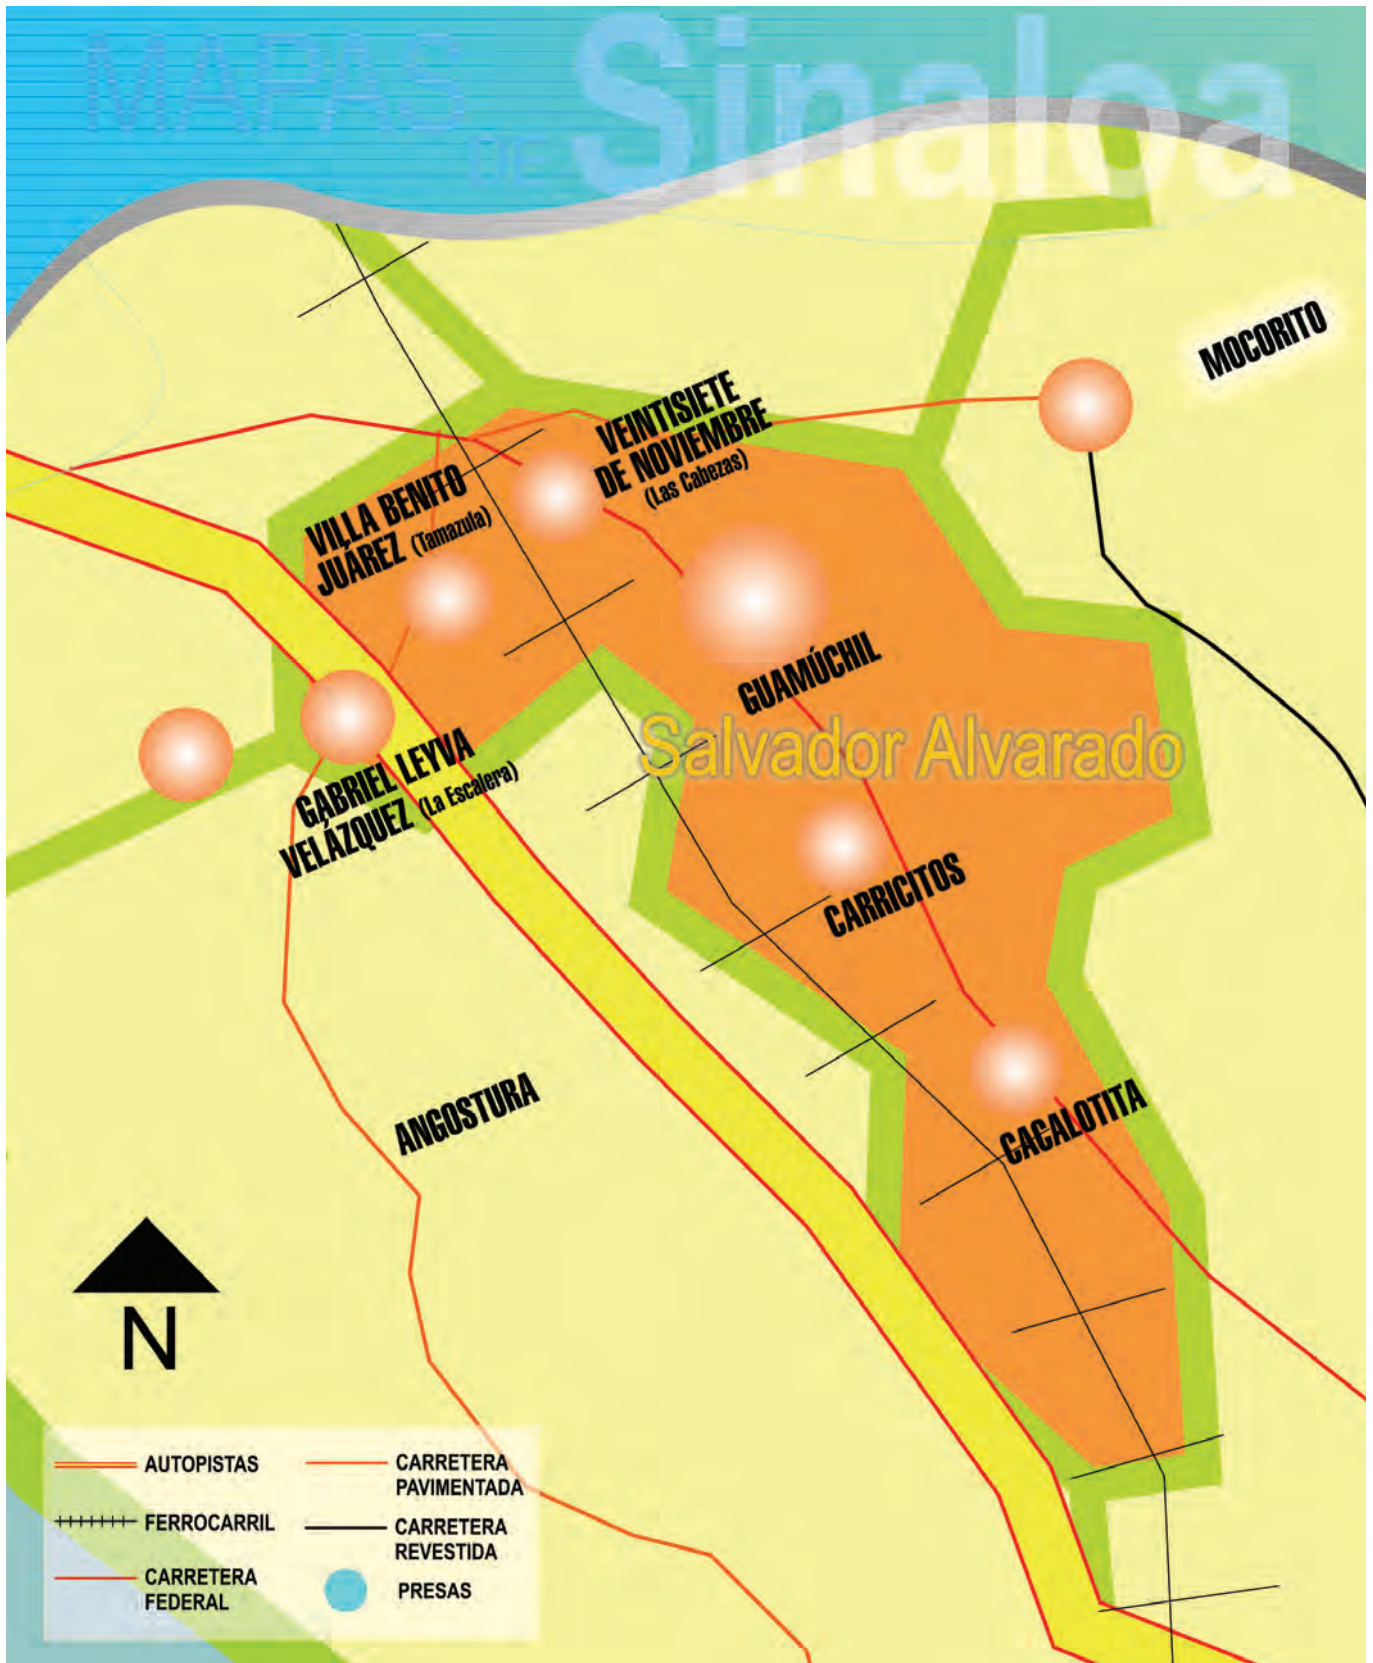 MAPAS
DE Sinaloa
MOCORITO
VEINTISIETE
DE NOVIEMBRE
(Las Cabezas)
VILLA BENITO
JUÁREZ (Tamazula)
GUAMÚCHIL
Salvador Alvarado
GABRIEL LEYVA
VELÁZQUEZ (La Escalera)
CARRICITOS
ANGOSTURA
CACALOTITA
N
AUTOPISTAS
FERROCARRIL
CARRETERA
FEDERAL
CARRETERA
PAVIMENTADA
CARRETERA
REVESTIDA
PRESAS